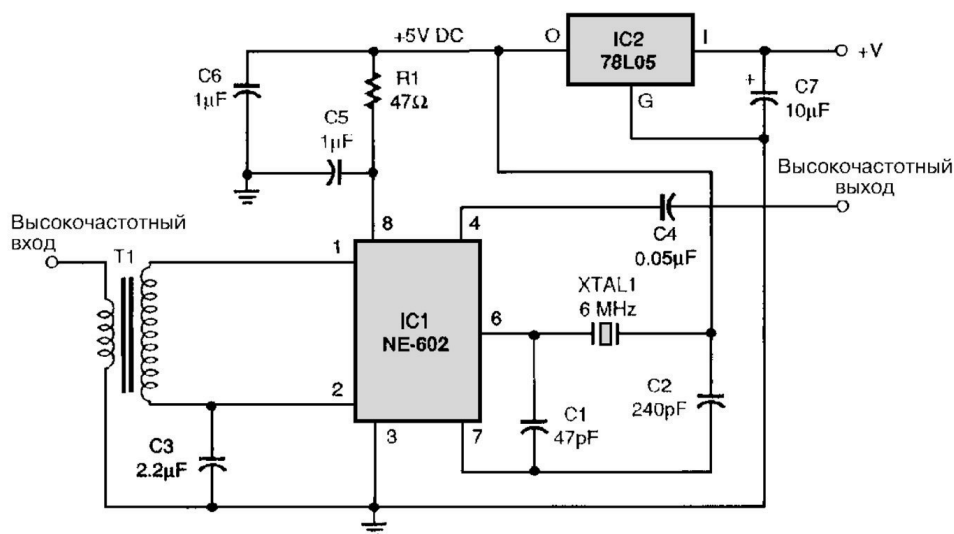 +5V DC
O
IC2
78L05
I
G
+V
+
C7
10µF
C6
1µF
R1
47Ω
C5
1µF
Высокочастотный
выход
Высокочастотный
вход
T1
8
4
C4
0.05µF
1
XTAL1
6 MHz
IC1
NE-602
6
2
3
7
C1
47pF
C2
240pF
C3
2.2µF